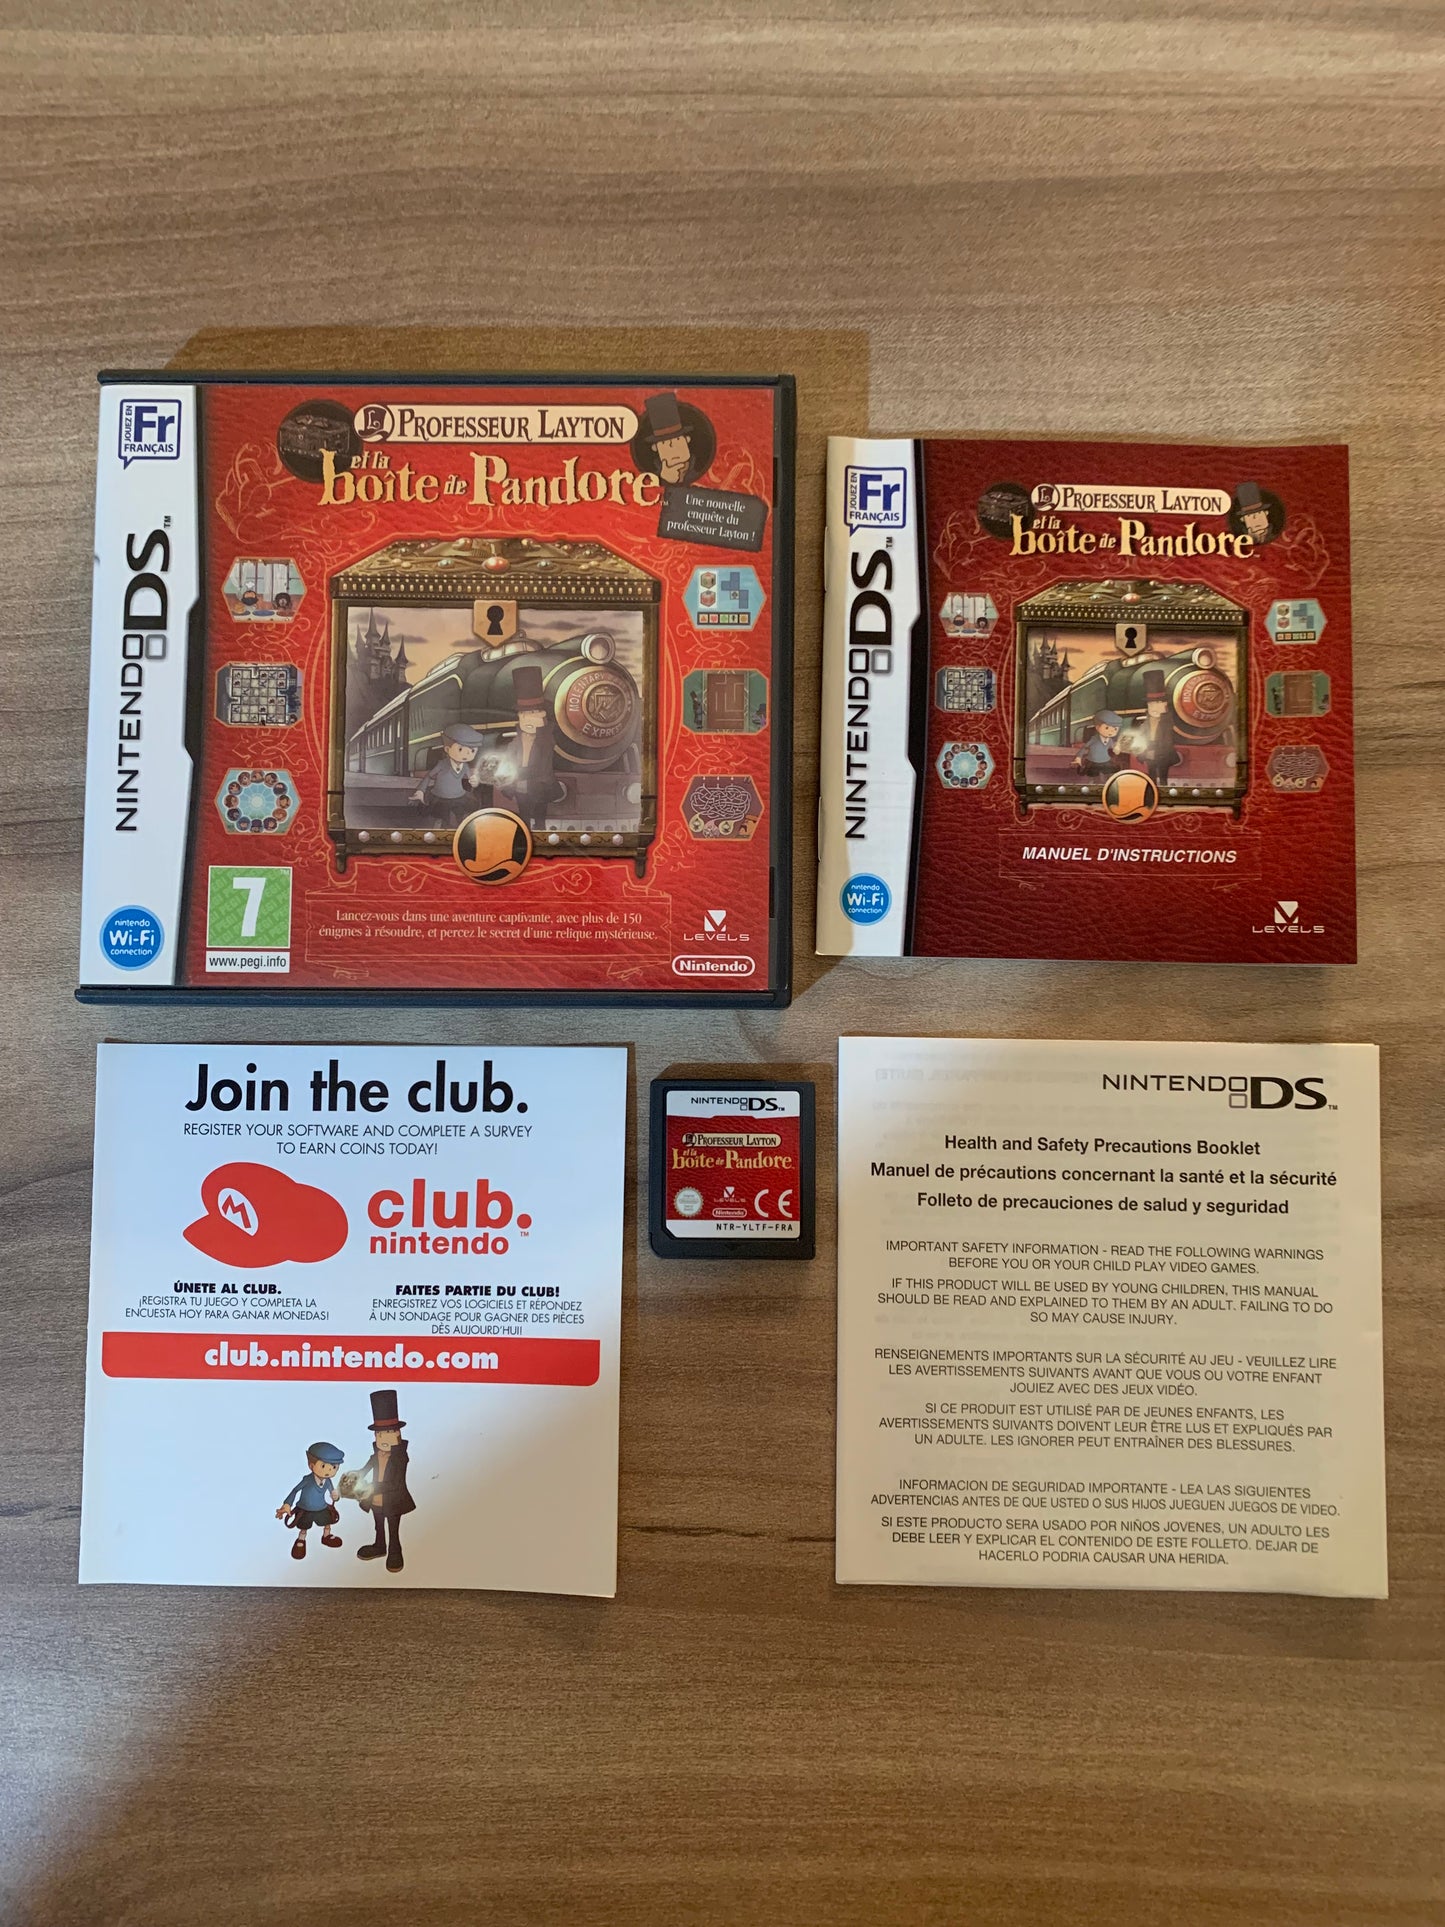 JOUEZ EN
Fr
FRANÇAIS
NINTENDO DS™
nintendo
Wi-Fi
connection
L
PROFESSEUR LAYTON
et la
boîte de Pandore™
Une nouvelle
enquête du
professeur Layton !
MOLENTARY
EXPRESS
7
www.pegi.info
Lancez-vous dans une aventure captivante, avec plus de 150
énigmes à résoudre, et percez le secret d'une relique mystérieuse.
LEVEL5
Nintendo
JOUEZ EN
Fr
FRANÇAIS
NINTENDO DS™
nintendo
Wi-Fi
connection
L
PROFESSEUR LAYTON
et la
boîte de Pandore™
MANUEL D'INSTRUCTIONS
LEVEL5
Join the club.
REGISTER YOUR SOFTWARE AND COMPLETE A SURVEY
TO EARN COINS TODAY!
M
club.
nintendo™
ÚNETE AL CLUB.
¡REGISTRA TU JUEGO Y COMPLETA LA
ENCUESTA HOY PARA GANAR MONEDAS!
FAITES PARTIE DU CLUB!
ENREGISTREZ VOS LOGICIELS ET RÉPONDEZ
À UN SONDAGE POUR GAGNER DES PIÈCES
DÈS AUJOURD'HUI!
club.nintendo.com
NINTENDO DS™
PROFESSEUR LAYTON
et la
boîte de Pandore™
LEVEL5
Nintendo
CE
NTR-YLTF-FRA
NINTENDO DS™
Health and Safety Precautions Booklet
Manuel de précautions concernant la santé et la sécurité
Folleto de precauciones de salud y seguridad
IMPORTANT SAFETY INFORMATION - READ THE FOLLOWING WARNINGS
BEFORE YOU OR YOUR CHILD PLAY VIDEO GAMES.
IF THIS PRODUCT WILL BE USED BY YOUNG CHILDREN, THIS MANUAL
SHOULD BE READ AND EXPLAINED TO THEM BY AN ADULT. FAILING TO DO
SO MAY CAUSE INJURY.
RENSEIGNEMENTS IMPORTANTS SUR LA SÉCURITÉ AU JEU - VEUILLEZ LIRE
LES AVERTISSEMENTS SUIVANTS AVANT QUE VOUS OU VOTRE ENFANT
JOUIEZ AVEC DES JEUX VIDÉO.
SI CE PRODUIT EST UTILISÉ PAR DE JEUNES ENFANTS, LES
AVERTISSEMENTS SUIVANTS DOIVENT LEUR ÊTRE LUS ET EXPLIQUÉS PAR
UN ADULTE. LES IGNORER PEUT ENTRAÎNER DES BLESSURES.
INFORMACION DE SEGURIDAD IMPORTANTE - LEA LAS SIGUIENTES
ADVERTENCIAS ANTES DE QUE USTED O SUS HIJOS JUEGUEN JUEGOS DE VIDEO.
SI ESTE PRODUCTO SERA USADO POR NIÑOS JOVENES, UN ADULTO LES
DEBE LEER Y EXPLICAR EL CONTENIDO DE ESTE FOLLETO. DEJAR DE
HACERLO PODRIA CAUSAR UNA HERIDA.